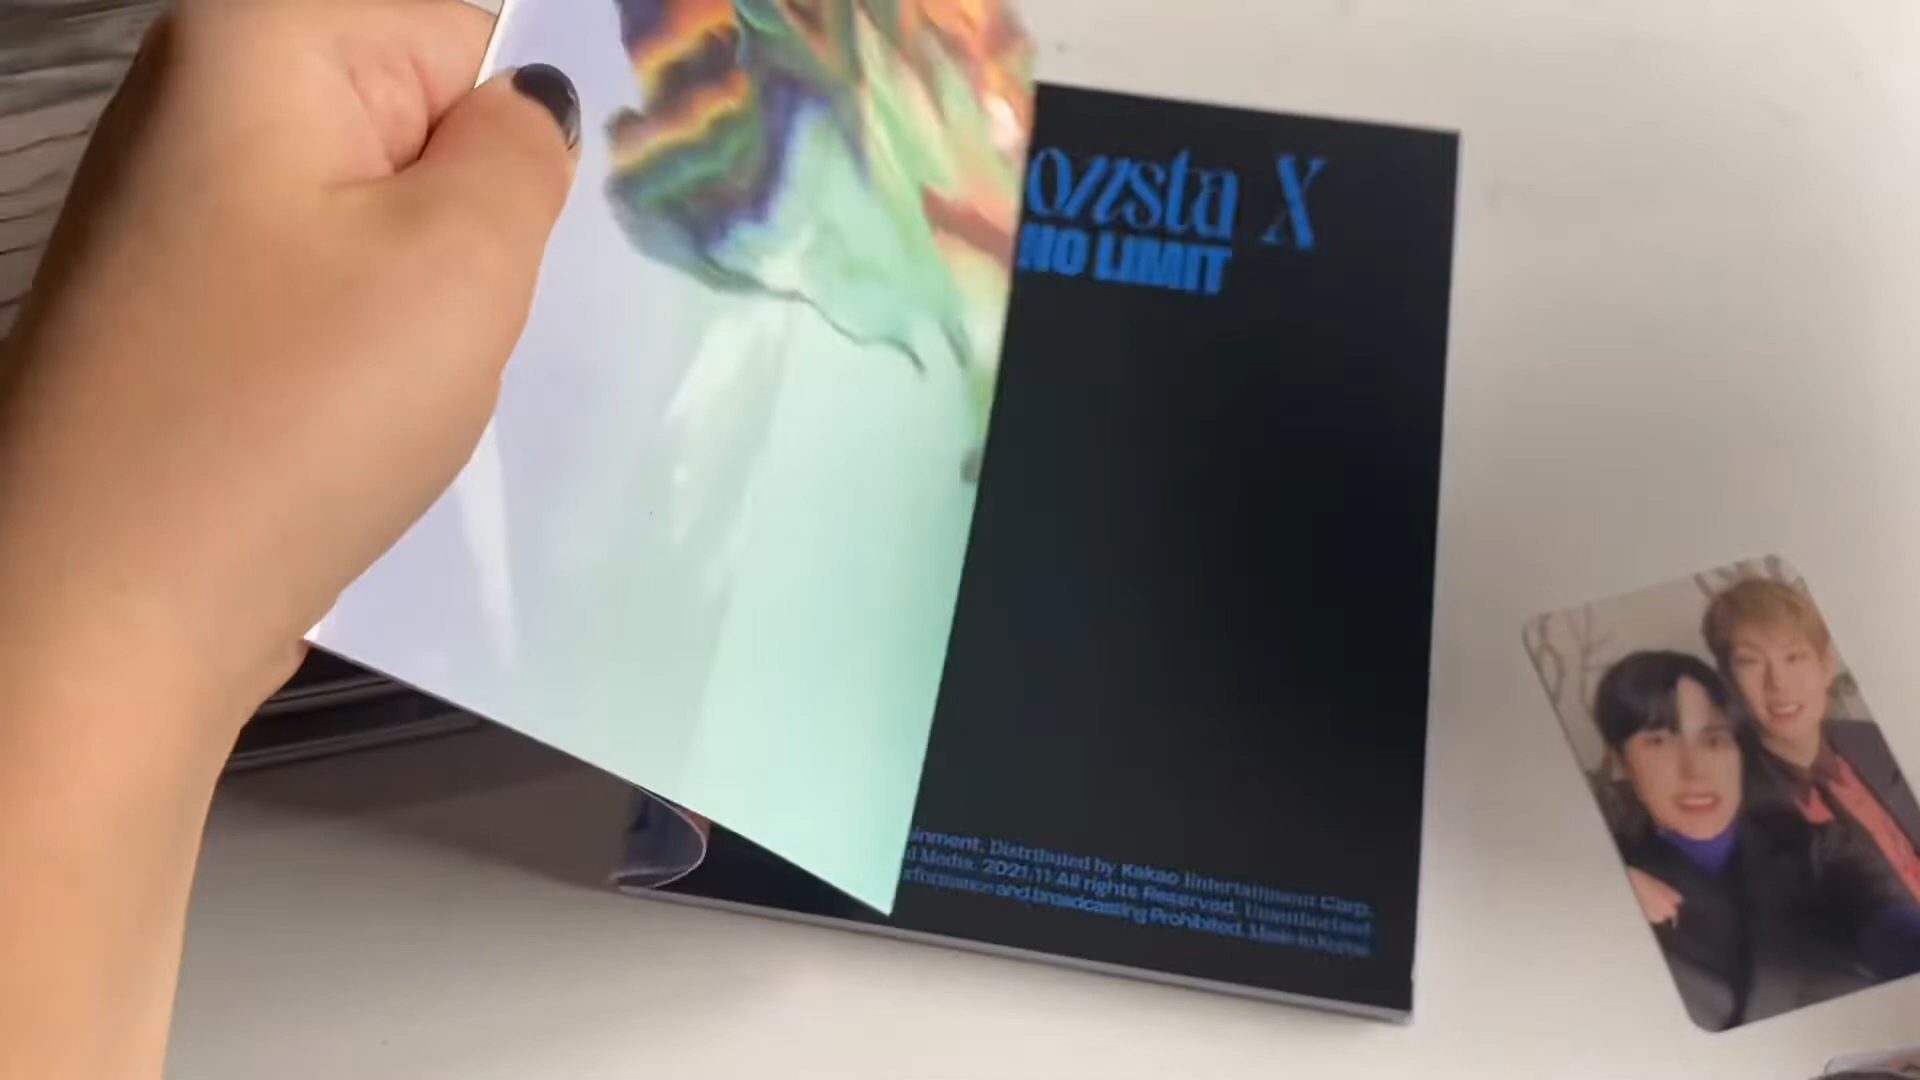 onsta X
NO LIMIT
inment. Distributed by Kakao Entertainment Corp.
d Media. 2021.11 All rights Reserved. Unauthorized
rformance and broadcasting Prohibited. Made in Korea